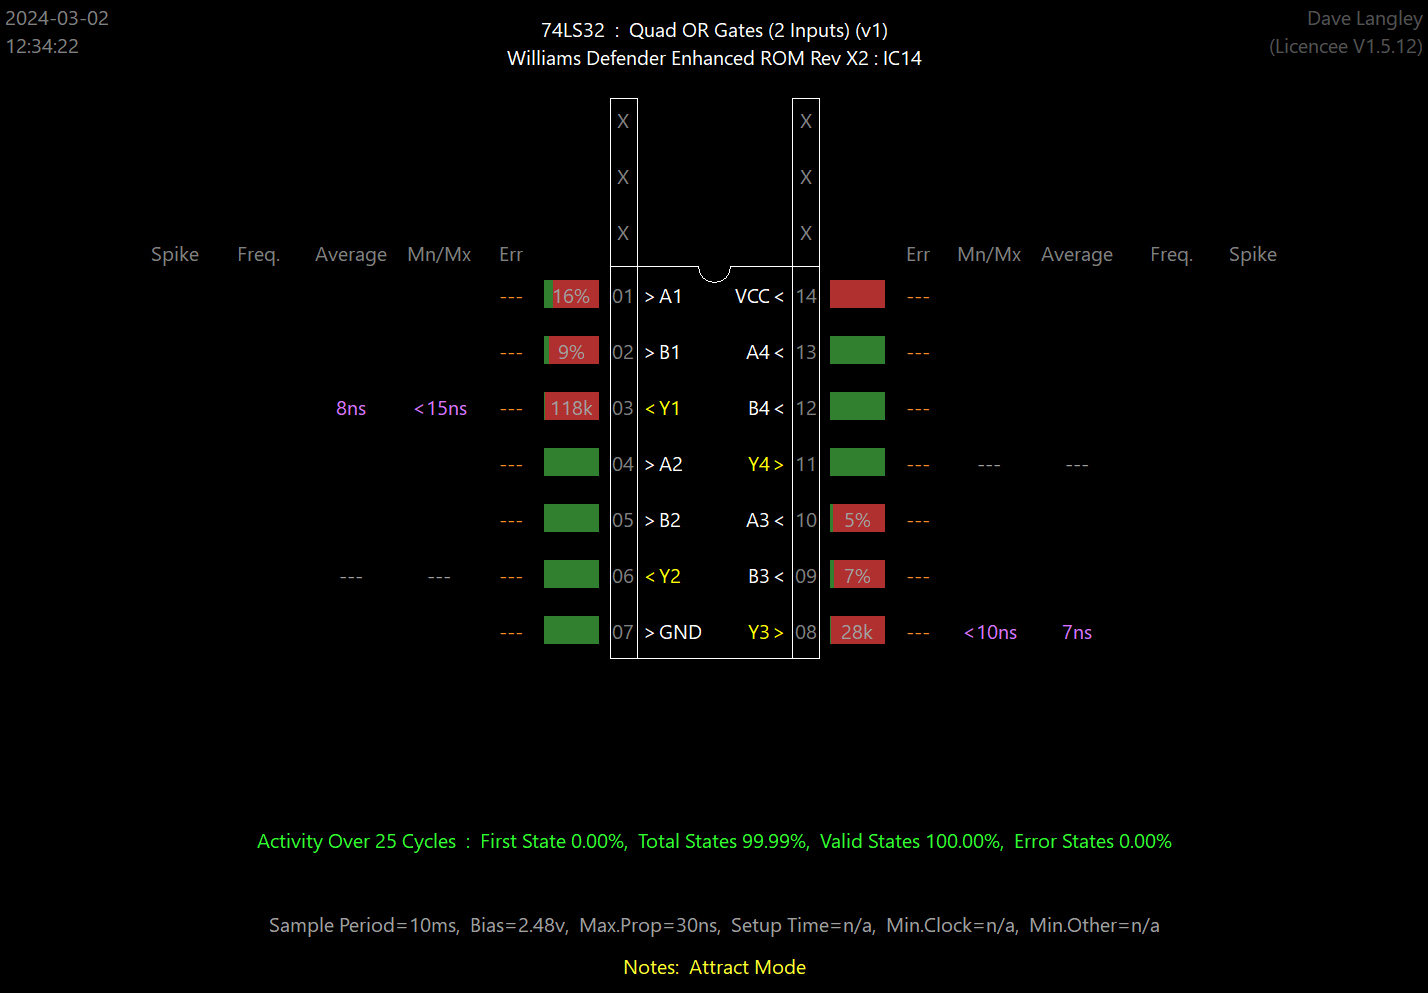 2024-03-02
12:34:22
74LS32 : Quad OR Gates (2 Inputs) (v1)
Williams Defender Enhanced ROM Rev X2 : IC14
Dave Langley
(Licencee V1.5.12)
X X
X X
X X
Spike Freq. Average Mn/Mx Err Err Mn/Mx Average Freq. Spike
--- 16% 01 > A1 VCC < 14 ---
--- 9% 02 > B1 A4 < 13 ---
8ns <15ns --- 118k 03 < Y1 B4 < 12 ---
--- 04 > A2 Y4 > 11 --- --- ---
--- 05 > B2 A3 < 10 5% ---
--- --- --- 06 < Y2 B3 < 09 7% ---
--- 07 > GND Y3 > 08 28k --- <10ns 7ns
Activity Over 25 Cycles : First State 0.00%, Total States 99.99%, Valid States 100.00%, Error States 0.00%
Sample Period=10ms, Bias=2.48v, Max.Prop=30ns, Setup Time=n/a, Min.Clock=n/a, Min.Other=n/a
Notes: Attract Mode